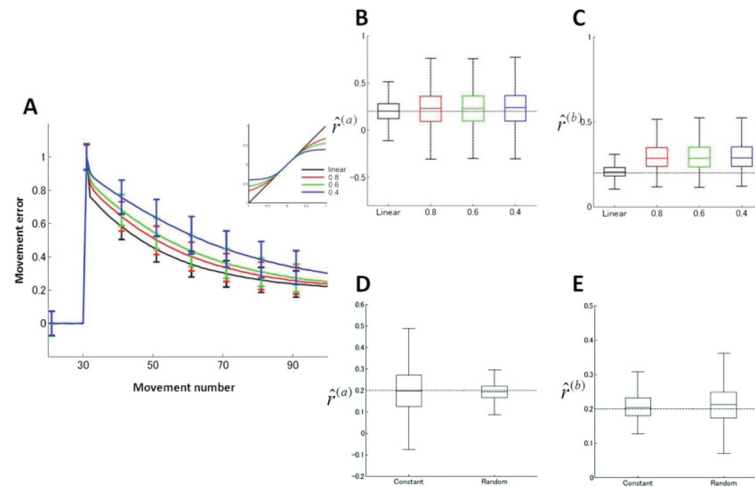 A
Movement error
1
0.8
0.6
0.4
0.2
0
30
50
70
90
Movement number
linear
0.8
0.6
0.4
B
r̂(a)
1
0.5
0
-0.5
Linear
0.8
0.6
0.4
C
r̂(b)
1
0.5
0
Linear
0.8
0.6
0.4
D
r̂(a)
0.6
0.5
0.4
0.3
0.2
0.1
0
-0.1
-0.2
Constant
Random
E
r̂(b)
0.5
0.4
0.3
0.2
0.1
0
Constant
Random